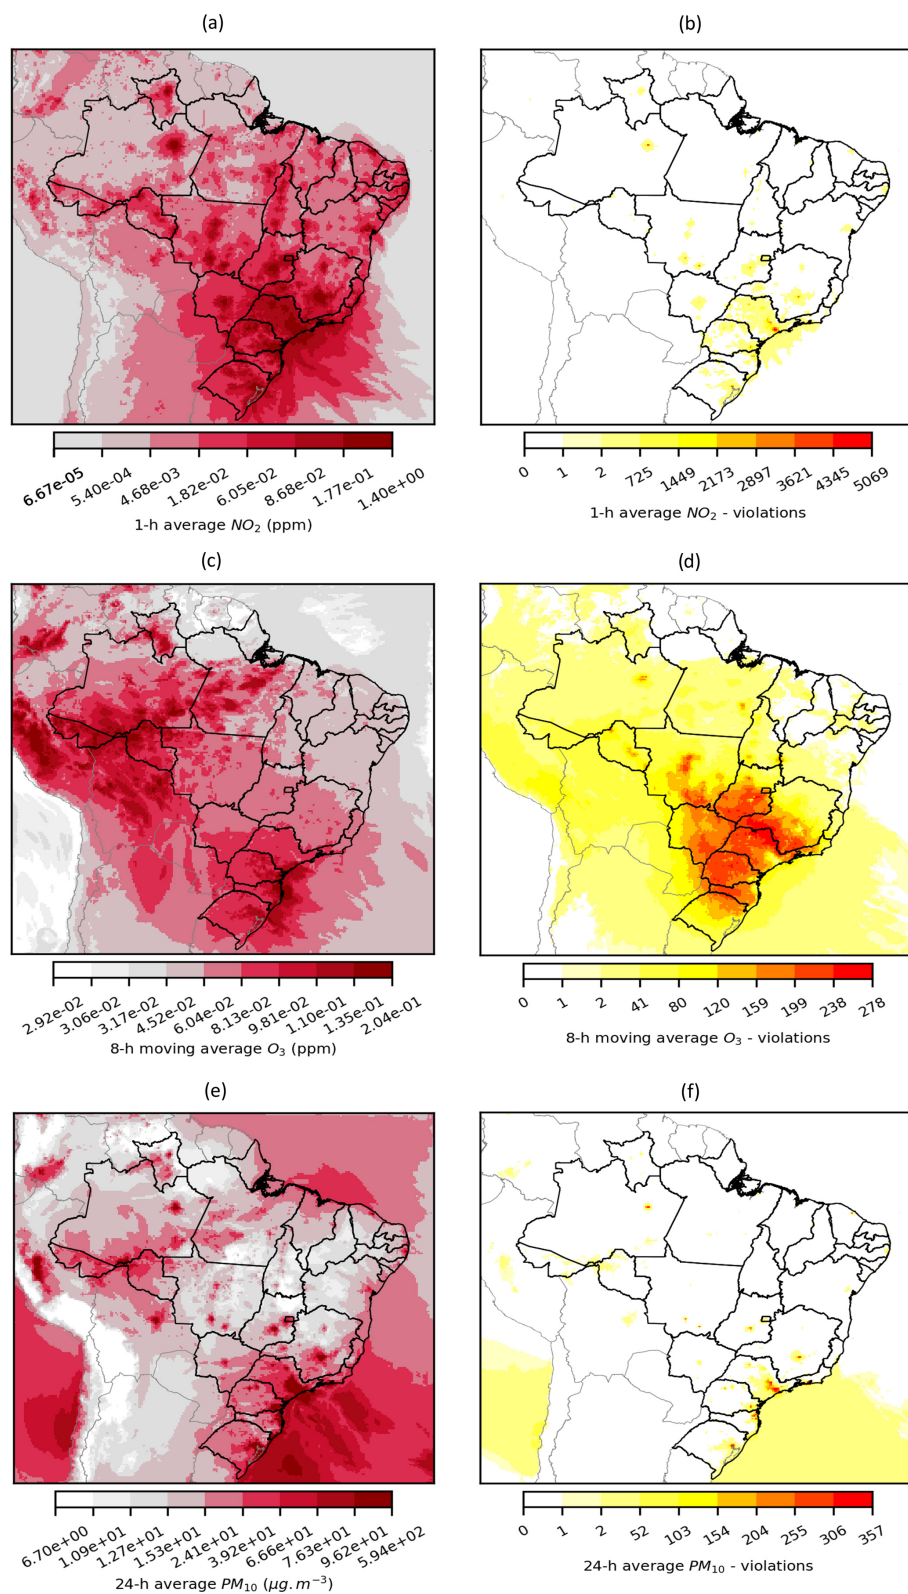 (a)
(b)
6.67e-05 5.40e-04 4.68e-03 1.82e-02 6.05e-02 8.68e-02 1.77e-01 1.40e+00
1-h average NO₂ (ppm)
0 1 2 725 1449 2173 2897 3621 4345 5069
1-h average NO₂ - violations
(c)
(d)
2.92e-02 3.06e-02 3.17e-02 4.52e-02 6.04e-02 8.13e-02 9.81e-02 1.10e-01 1.35e-01 2.04e-01
8-h moving average O₃ (ppm)
0 1 2 41 80 120 159 199 238 278
8-h moving average O₃ - violations
(e)
(f)
6.70e+00 1.09e+01 1.27e+01 1.53e+01 2.41e+01 3.92e+01 6.66e+01 7.63e+01 9.62e+01 5.94e+02
24-h average PM₁₀ (μg.m⁻³)
0 1 2 52 103 154 204 255 306 357
24-h average PM₁₀ - violations